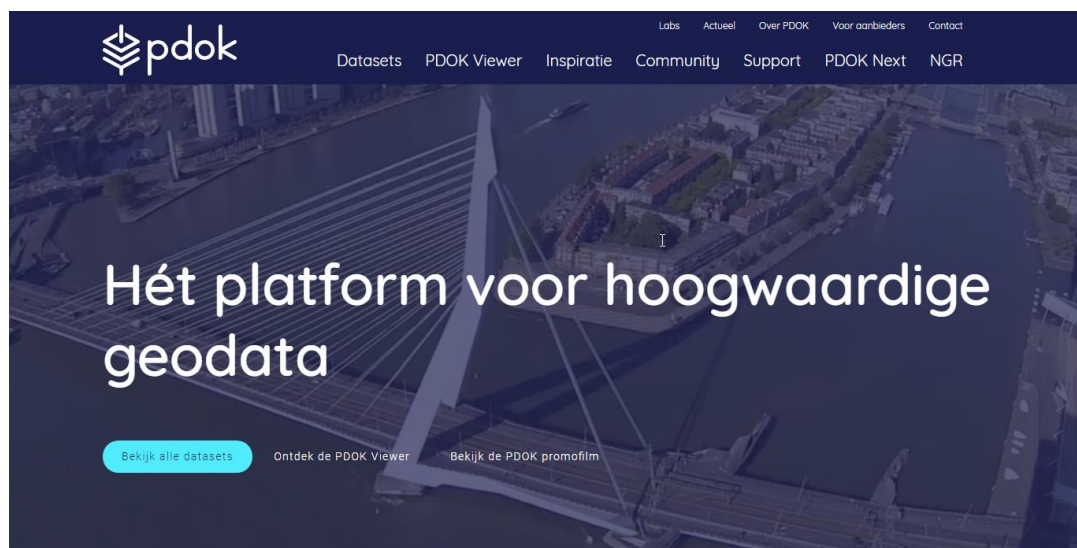 Labs Actueel Over PDOK Voor aanbieders Contact
pdok
Datasets PDOK Viewer Inspiratie Community Support PDOK Next NGR
Hét platform voor hoogwaardige
geodata
Bekijk alle datasets Ontdek de PDOK Viewer Bekijk de PDOK promofilm